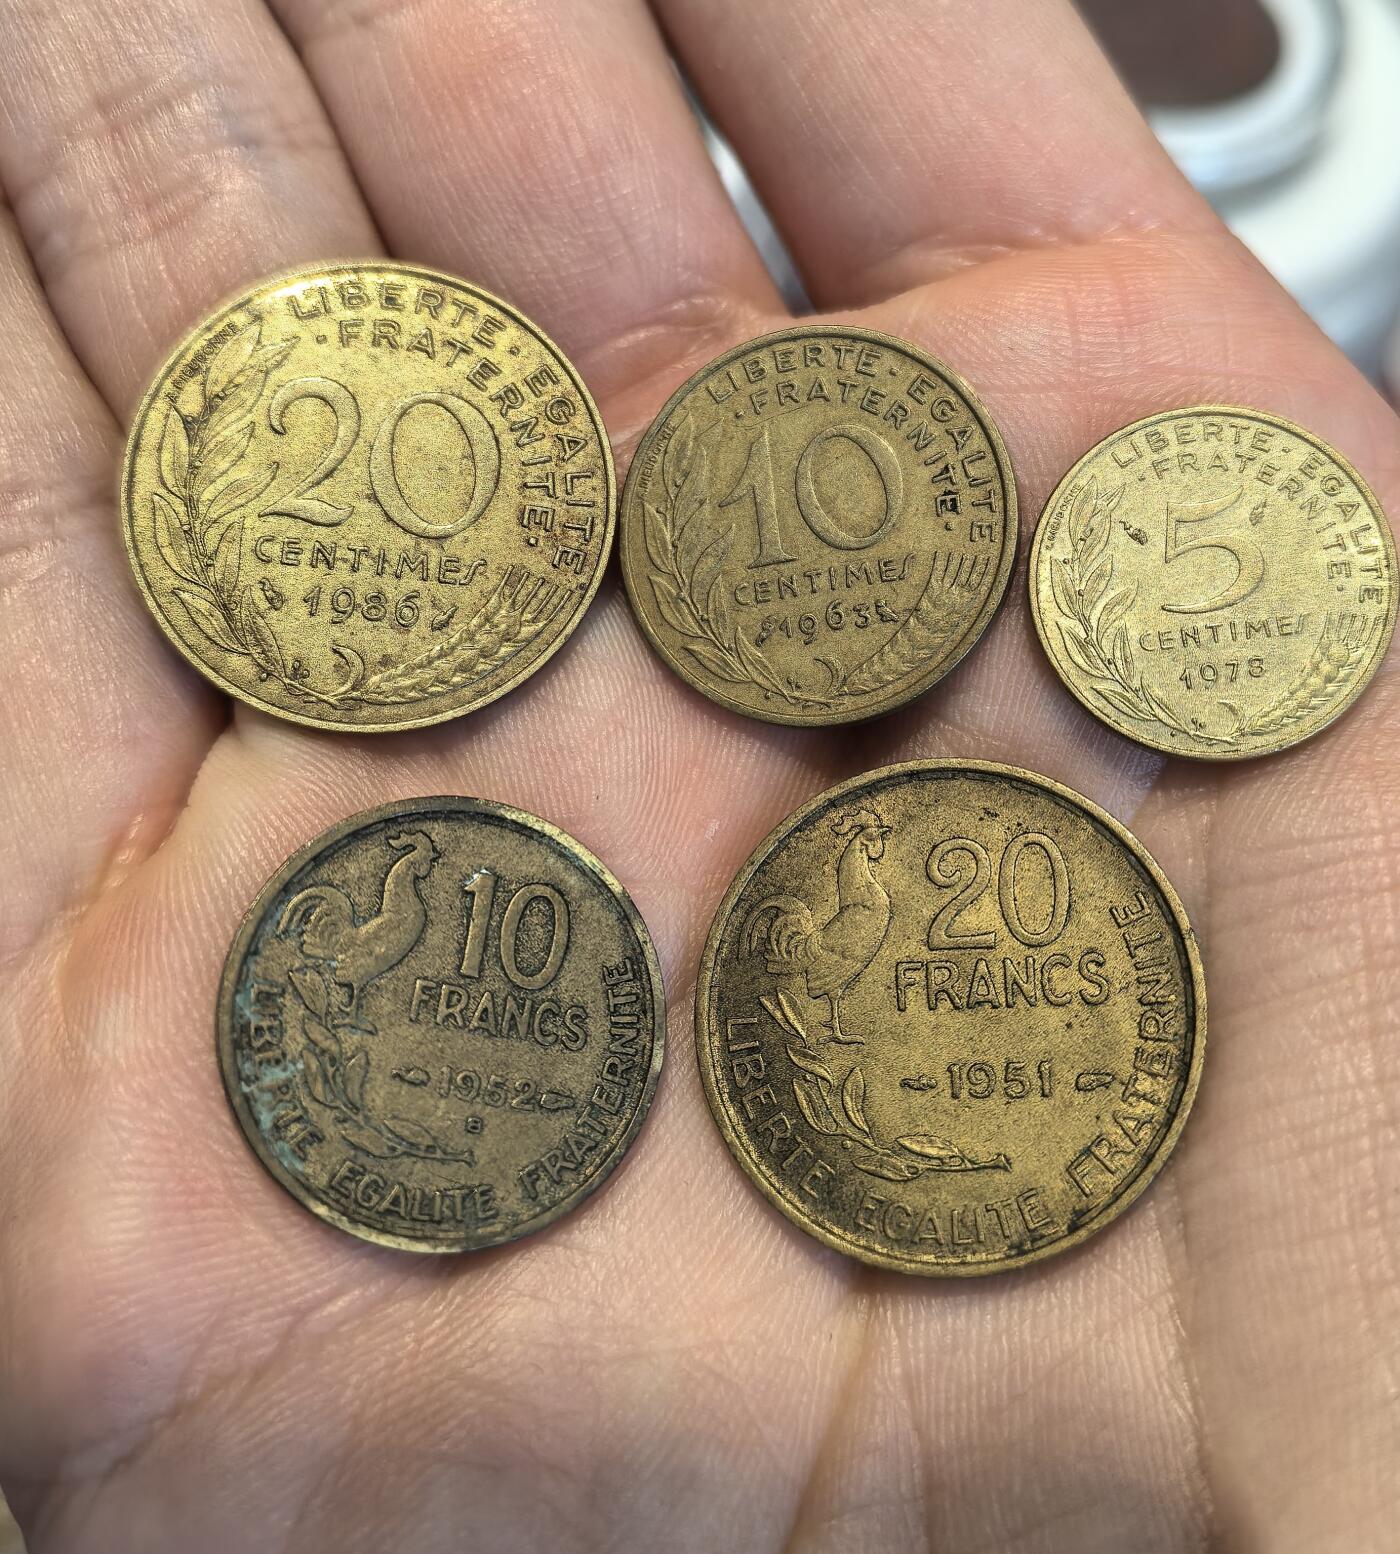 LIBERTE · EGALITE
· FRATERNITE ·
20
CENTIMES
1986
LIBERTE · EGALITE
· FRATERNITE ·
10
CENTIMES
1963
LIBERTE · EGALITE
· FRATERNITE ·
5
CENTIMES
1978
10
FRANCS
1952
B
LIBERTE EGALITE FRATERNITE
20
FRANCS
1951
LIBERTE EGALITE FRATERNITE